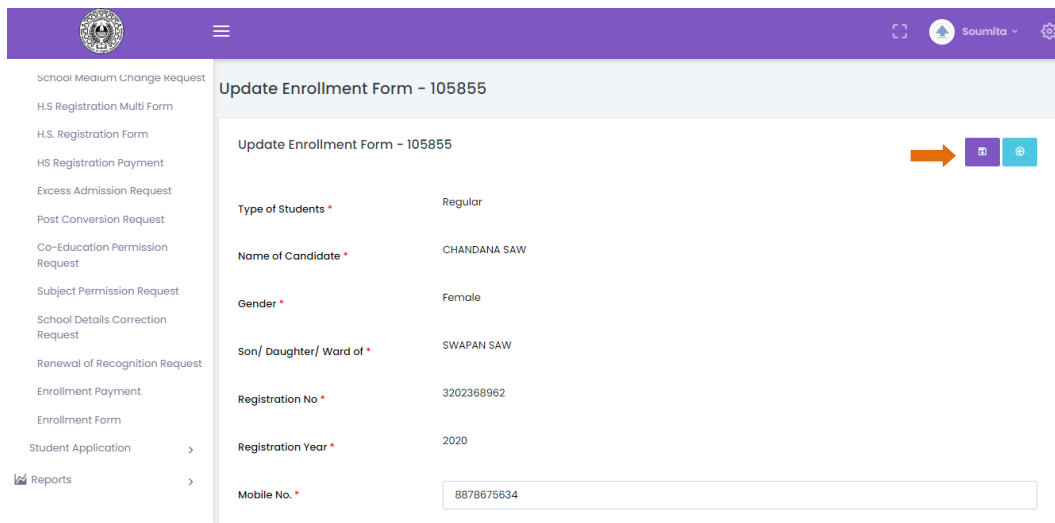 Soumita
School Medium Change Request
H.S Registration Multi Form
H.S. Registration Form
HS Registration Payment
Excess Admission Request
Post Conversion Request
Co-Education Permission
Request
Subject Permission Request
School Details Correction
Request
Renewal of Recognition Request
Enrollment Payment
Enrollment Form
Student Application
Reports
Update Enrollment Form - 105855
Update Enrollment Form - 105855
Type of Students * Regular
Name of Candidate * CHANDANA SAW
Gender * Female
Son/ Daughter/ Ward of * SWAPAN SAW
Registration No * 3202368962
Registration Year * 2020
Mobile No. * 8878675634